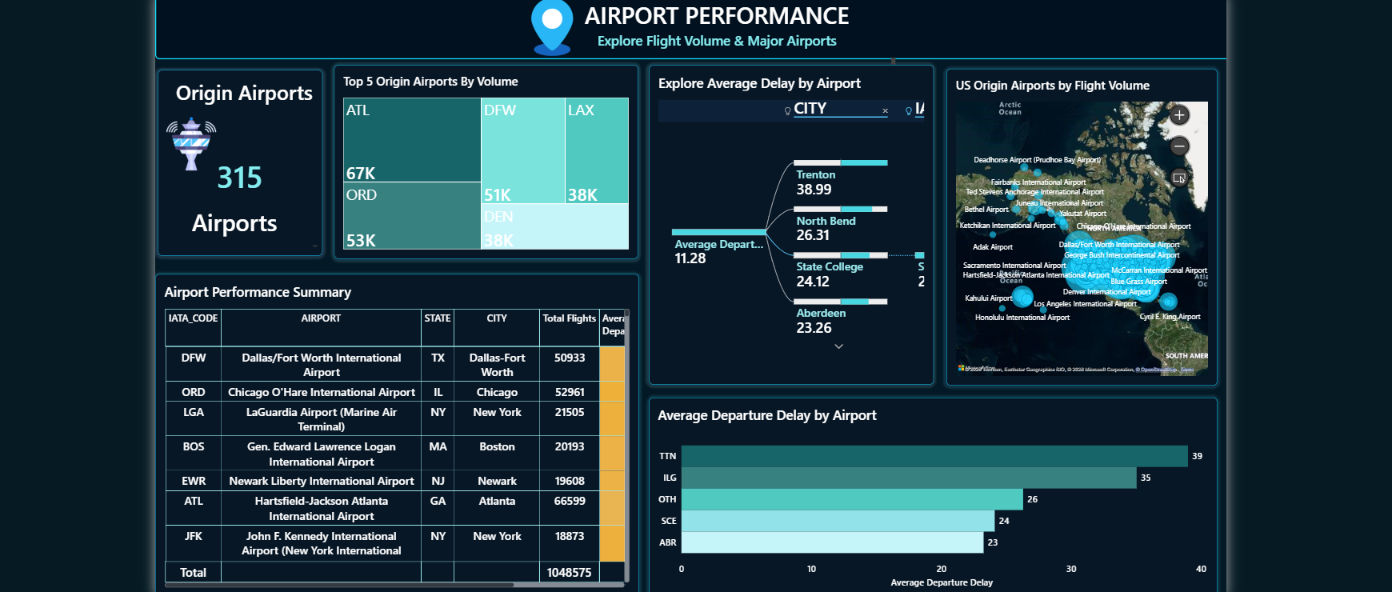 AIRPORT PERFORMANCE
Explore Flight Volume & Major Airports
Origin Airports
315
Airports
Top 5 Origin Airports By Volume
ATL
67K
ORD
53K
DFW
51K
LAX
38K
DEN
38K
Explore Average Delay by Airport
CITY
×
Average Depart...
11.28
Trenton
38.99
North Bend
26.31
State College
24.12
Aberdeen
23.26
S
2
US Origin Airports by Flight Volume
Arctic
Ocean
Deadhorse Airport (Prudhoe Bay Airport)
Fairbanks International Airport
Ted Stevens Anchorage International Airport
Juneau International Airport
Bethel Airport
Yakutat Airport
Ketchikan International Airport
Chicago O'Hare International Airport
NORTH AMERICA
Adak Airport
Dallas/Fort Worth International Airport
George Bush Intercontinental Airport
Sacramento International Airport
McCarran International Airport
Hartsfield-Jackson Atlanta International Airport
Pacific
Ocean
Blue Grass Airport
Denver International Airport
Kahului Airport
Los Angeles International Airport
Honolulu International Airport
Cyril E. King Airport
SOUTH AMER
Airport Performance Summary
IATA_CODE AIRPORT STATE CITY Total Flights
DFW Dallas/Fort Worth International Airport TX Dallas-Fort Worth 50933
ORD Chicago O'Hare International Airport IL Chicago 52961
LGA LaGuardia Airport (Marine Air Terminal) NY New York 21505
BOS Gen. Edward Lawrence Logan International Airport MA Boston 20193
EWR Newark Liberty International Airport NJ Newark 19608
ATL Hartsfield-Jackson Atlanta International Airport GA Atlanta 66599
JFK John F. Kennedy International Airport (New York International NY New York 18873
Total 1048575
Average Departure Delay by Airport
TTN 39
ILG 35
OTH 26
SCE 24
ABR 23
0 10 20 30 40
Average Departure Delay